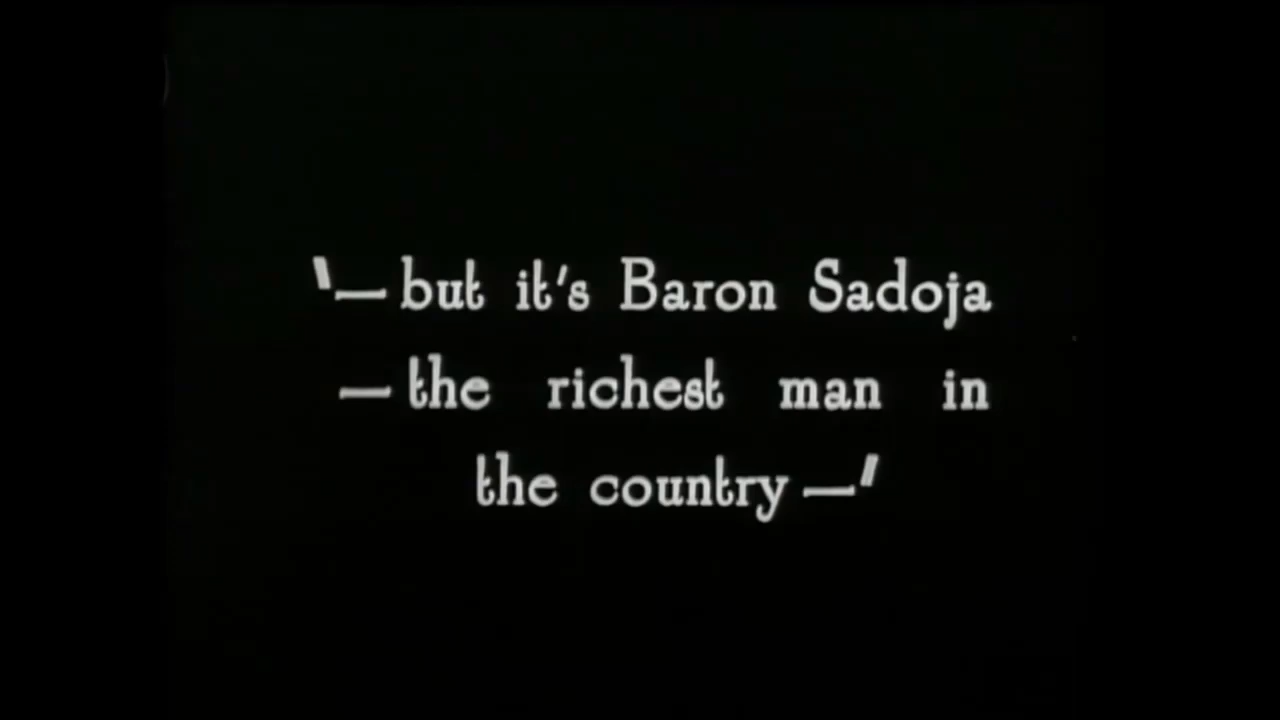 '—but it's Baron Sadoja
—the richest man in
the country—'